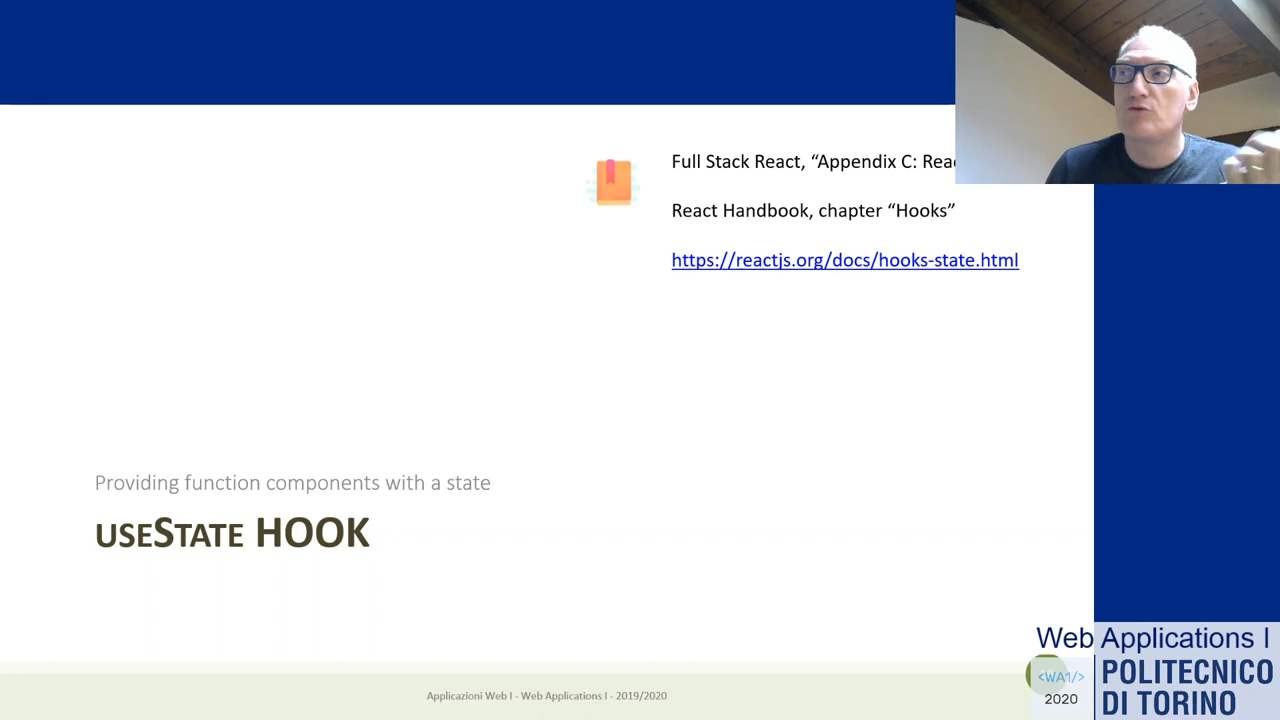 Full Stack React, “Appendix C:
React Handbook, chapter “Hooks”
https://reactjs.org/docs/hooks-state.html
Providing function components with a state
USESTATE HOOK
Applicazioni Web I - Web Applications I - 2019/2020
Web Applications I
<WA1/>
2020
POLITECNICO
DI TORINO